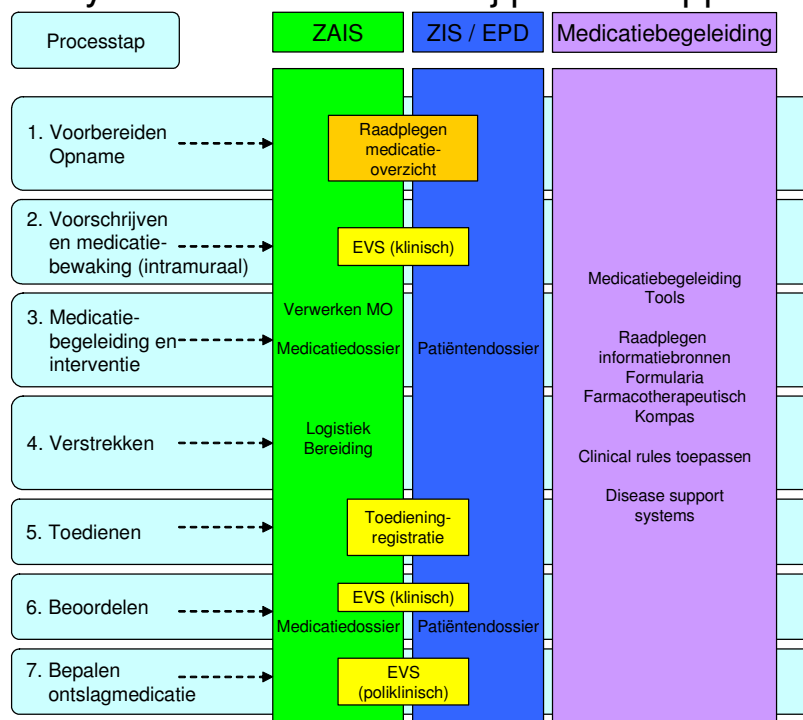 Processtap
ZAIS
ZIS / EPD
Medicatiebegeleiding
1. Voorbereiden
Opname
Raadplegen
medicatie-
overzicht
2. Voorschrijven
en medicatie-
bewaking (intramuraal)
EVS (klinisch)
3. Medicatie-
begeleiding en
interventie
Verwerken MO
Medicatiedossier
Patiëntendossier
Medicatiebegeleiding
Tools
Raadplegen
informatiebronnen
Formularia
Farmacotherapeutisch
Kompas
Clinical rules toepassen
Disease support
systems
4. Verstrekken
Logistiek
Bereiding
5. Toedienen
Toediening-
registratie
6. Beoordelen
EVS (klinisch)
Medicatiedossier
Patiëntendossier
7. Bepalen
ontslagmedicatie
EVS
(poliklinisch)